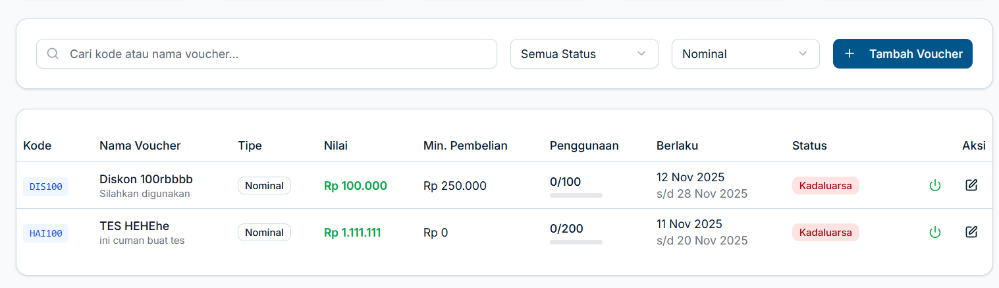 Cari kode atau nama voucher...
Semua Status
Nominal
+ Tambah Voucher
Kode Nama Voucher Tipe Nilai Min. Pembelian Penggunaan Berlaku Status Aksi
DIS100 Diskon 100rbbbb Nominal Rp 100.000 Rp 250.000 0/100 12 Nov 2025 Kadaluarsa
Silahkan digunakan s/d 28 Nov 2025
HAI100 TES HEHEhe Nominal Rp 1.111.111 Rp 0 0/200 11 Nov 2025 Kadaluarsa
ini cuman buat tes s/d 20 Nov 2025